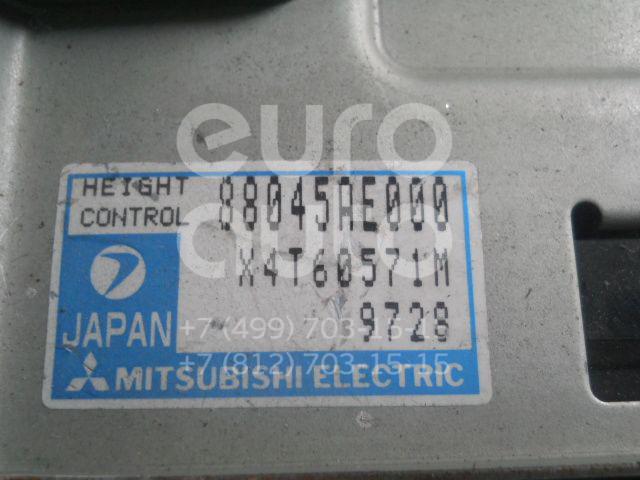 euro
auto
HEIGHT
CONTROL
88045AE000
X4T60571M
9728
JAPAN
+7 (499) 703-15-15
+7 (812) 703-15-15
MITSUBISHI ELECTRIC